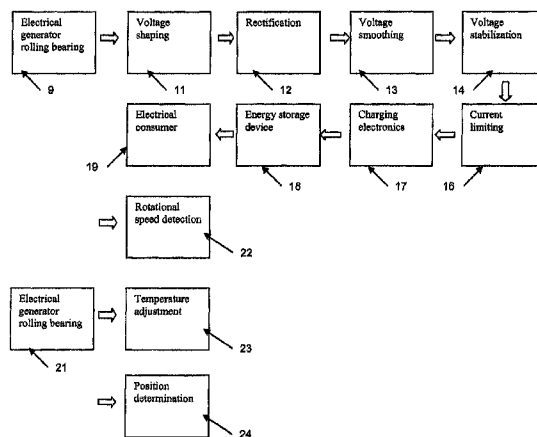 Electrical
generator
rolling bearing
9
Voltage
shaping
11
Rectification
12
Voltage
smoothing
13
Voltage
stabilization
14
Electrical
consumer
19
Energy storage
device
18
Charging
electronics
17
Current
limiting
16
Rotational
speed detection
22
Electrical
generator
rolling bearing
21
Temperature
adjustment
23
Position
determination
24